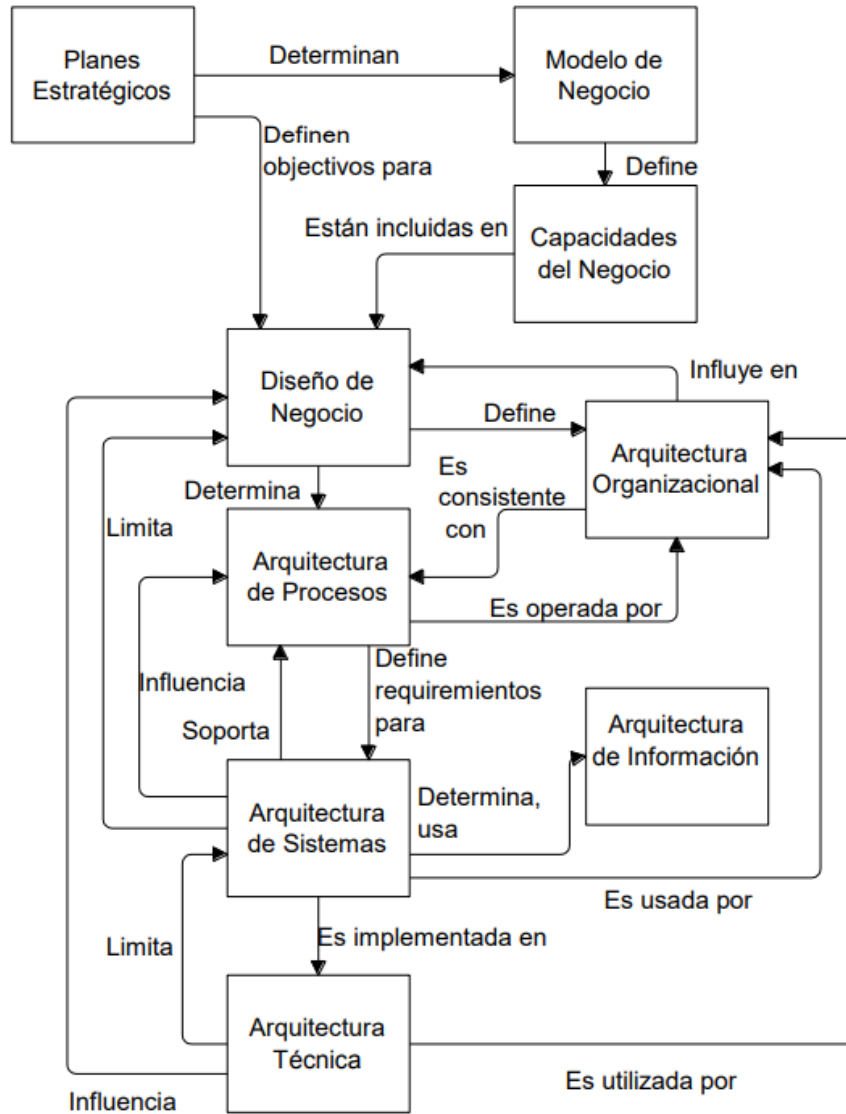 Planes
Estratégicos
Determinan
Modelo de
Negocio
Definen
objectivos para
Define
Están incluidas en
Capacidades
del Negocio
Diseño de
Negocio
Influye en
Define
Arquitectura
Organizacional
Es
consistente
con
Determina
Limita
Arquitectura
de Procesos
Es operada por
Influencia
Define
requiremientos
para
Soporta
Arquitectura
de Información
Arquitectura
de Sistemas
Determina,
usa
Es usada por
Es implementada en
Limita
Arquitectura
Técnica
Es utilizada por
Influencia